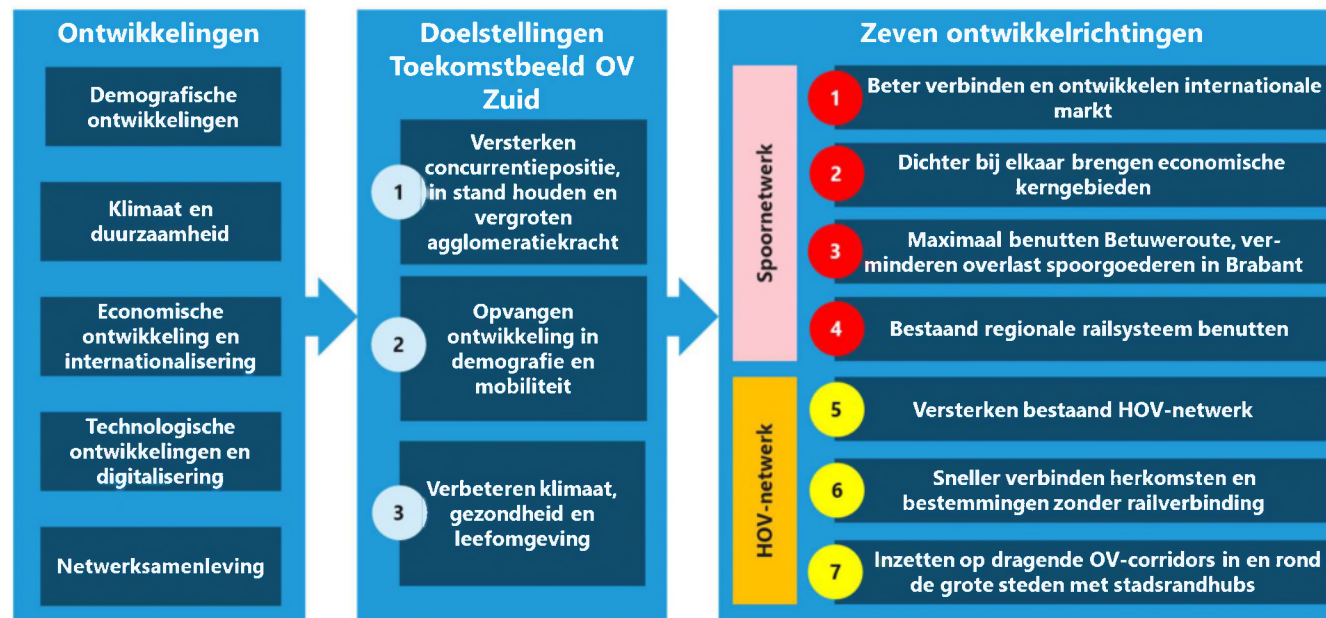 Ontwikkelingen
Demografische
ontwikkelingen
Klimaat en
duurzaamheid
Economische
ontwikkeling en
internationalisering
Technologische
ontwikkelingen en
digitalisering
Netwerksamenleving
Doelstellingen
Toekomstbeeld OV
Zuid
1
Versterken
concurrentiepositie,
in stand houden en
vergroten
agglomeratiekracht
2
Opvangen
ontwikkeling in
demografie en
mobiliteit
3
Verbeteren klimaat,
gezondheid en
leefomgeving
Zeven ontwikkelrichtingen
Spoornetwerk
1
Beter verbinden en ontwikkelen internationale
markt
2
Dichter bij elkaar brengen economische
kerngebieden
3
Maximaal benutten Betuweroute, ver-
minderen overlast spoorgoederen in Brabant
4
Bestaand regionale railsysteem benutten
HOV-netwerk
5
Versterken bestaand HOV-netwerk
6
Sneller verbinden herkomsten en
bestemmingen zonder railverbinding
7
Inzetten op dragende OV-corridors in en rond
de grote steden met stadsrandhubs